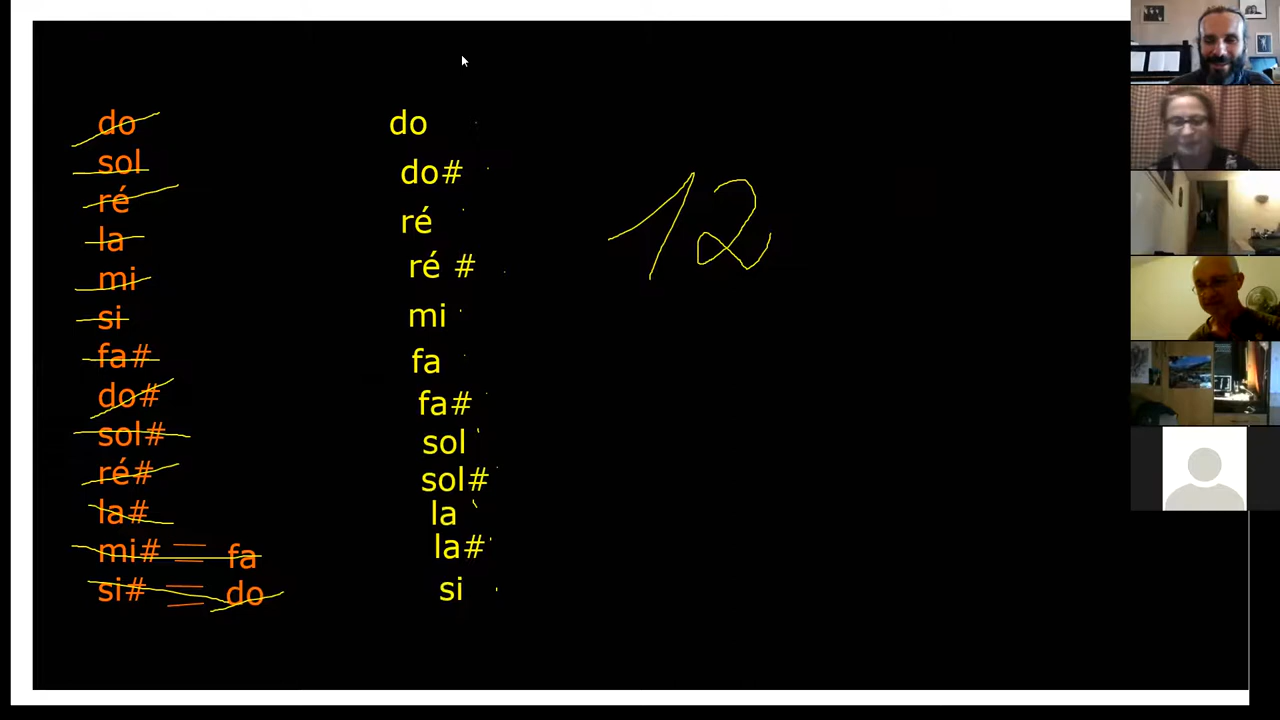 do
sol
ré
la
mi
si
fa#
do#
sol#
ré#
la#
mi# = fa
si# = do
do
do#
ré
ré #
mi
fa
fa#
sol
sol#
la
la#
si
12